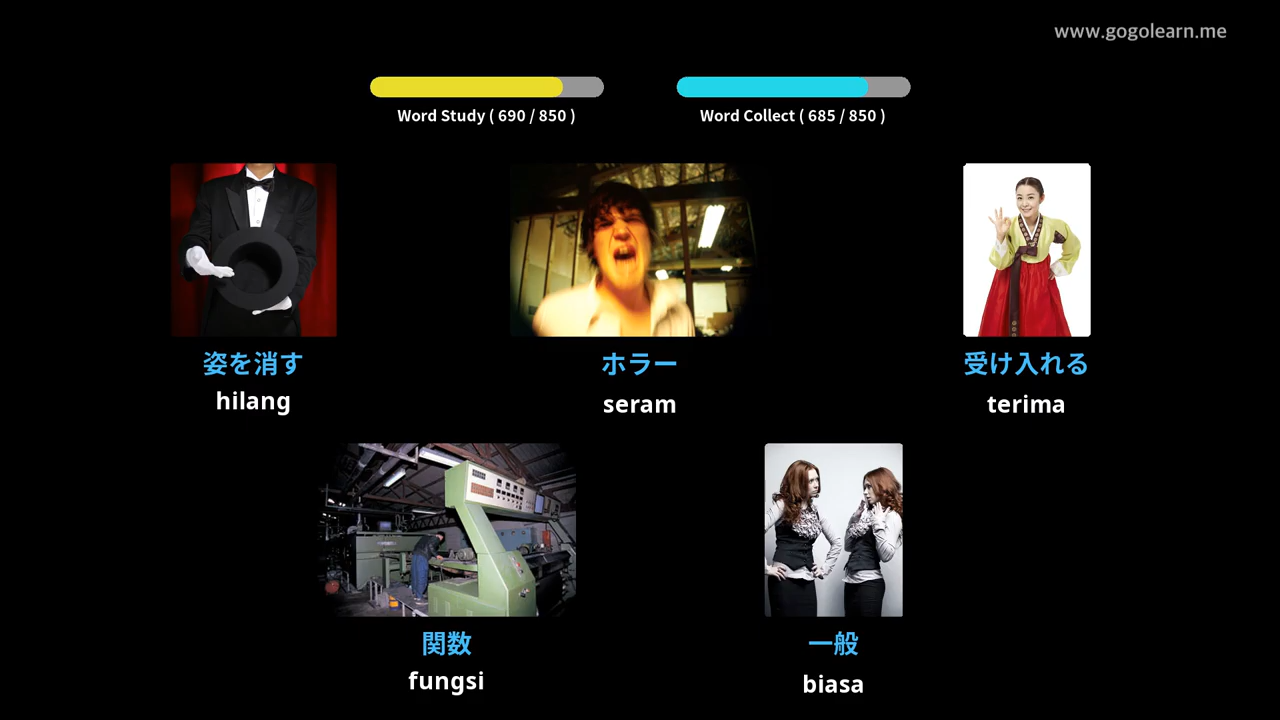 www.gogolearn.me
Word Study ( 690 / 850 )
Word Collect ( 685 / 850 )
姿を消す
hilang
ホラー
seram
受け入れる
terima
関数
fungsi
一般
biasa